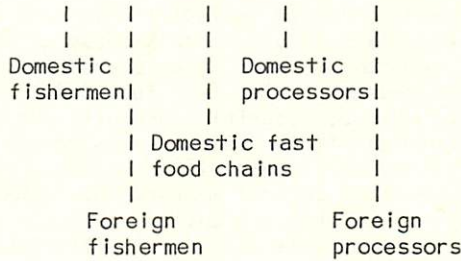 Domestic Domestic
fishermen processors
Domestic fast
food chains
Foreign Foreign
fishermen processors